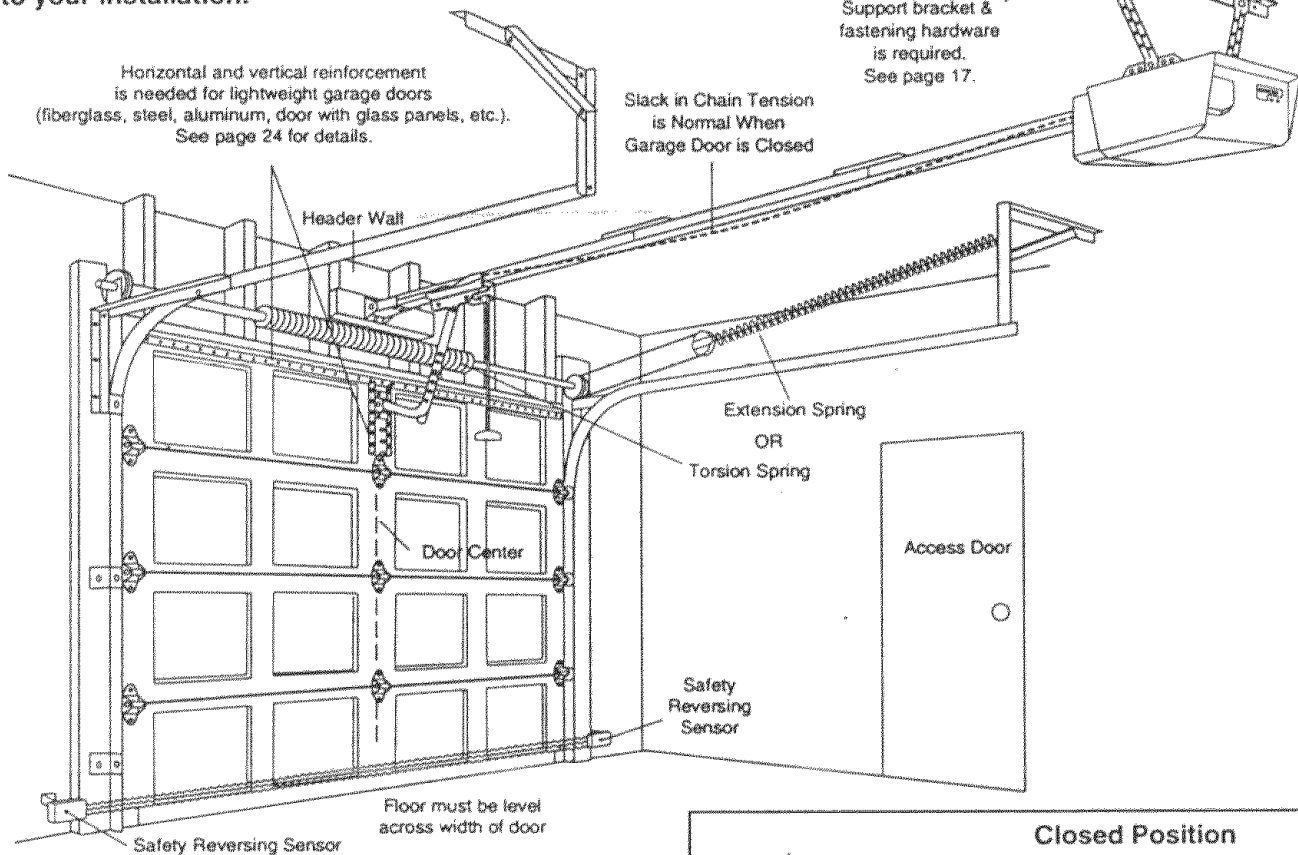 to your installation.
Support bracket &
fastening hardware
is required.
See page 17.
Horizontal and vertical reinforcement
is needed for lightweight garage doors
(fiberglass, steel, aluminum, door with glass panels, etc.).
See page 24 for details.
Slack in Chain Tension
is Normal When
Garage Door is Closed
Header Wall
Extension Spring
OR
Torsion Spring
Door Center
Access Door
Safety
Reversing
Sensor
Floor must be level
across width of door
Safety Reversing Sensor
Closed Position